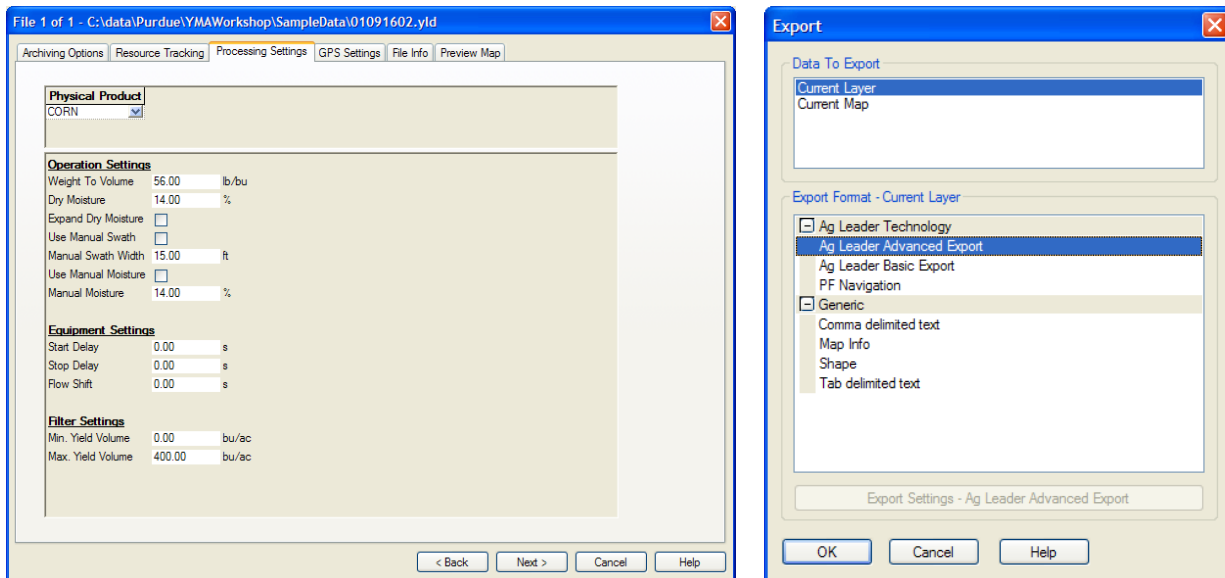 File 1 of 1 - C:\data\Purdue\YMAWorkshop\SampleData\01091602.yld
Archiving Options Resource Tracking Processing Settings GPS Settings File Info Preview Map
Physical Product
CORN
Operation Settings
Weight To Volume 56.00 lb/bu
Dry Moisture 14.00 %
Expand Dry Moisture
Use Manual Swath
Manual Swath Width 15.00 ft
Use Manual Moisture
Manual Moisture 14.00 %
Equipment Settings
Start Delay 0.00 s
Stop Delay 0.00 s
Flow Shift 0.00 s
Filter Settings
Min. Yield Volume 0.00 bu/ac
Max. Yield Volume 400.00 bu/ac
< Back Next > Cancel Help
Export
Data To Export
Current Layer
Current Map
Export Format - Current Layer
Ag Leader Technology
Ag Leader Advanced Export
Ag Leader Basic Export
PF Navigation
Generic
Comma delimited text
Map Info
Shape
Tab delimited text
Export Settings - Ag Leader Advanced Export
OK Cancel Help